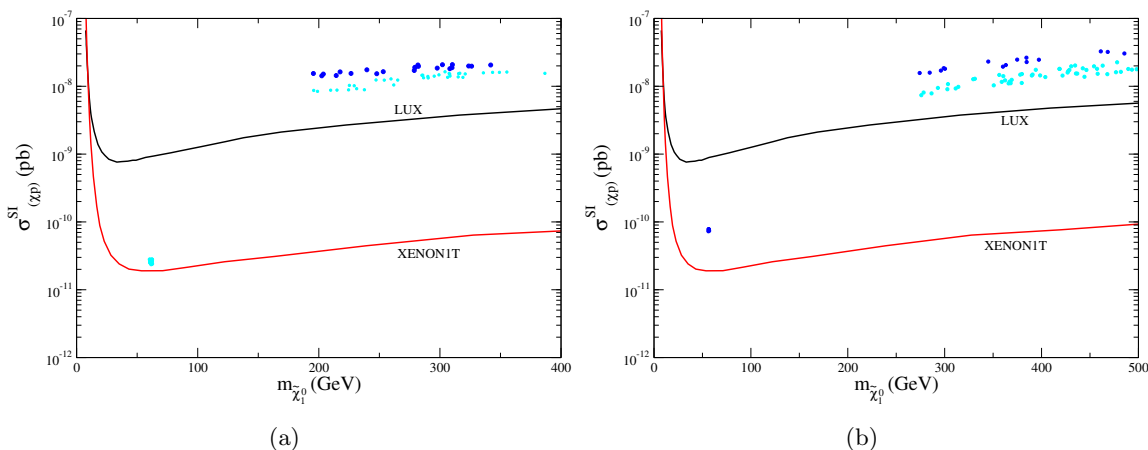 10⁻⁷
10⁻⁸
10⁻⁹
10⁻¹⁰
10⁻¹¹
10⁻¹²
σ^SI_(χp) (pb)
LUX
XENON1T
0 100 200 300 400
m_χ̃₁⁰ (GeV)
(a)
10⁻⁷
10⁻⁸
10⁻⁹
10⁻¹⁰
10⁻¹¹
10⁻¹²
σ^SI_(χp) (pb)
LUX
XENON1T
0 100 200 300 400 500
m_χ̃₁⁰ (GeV)
(b)